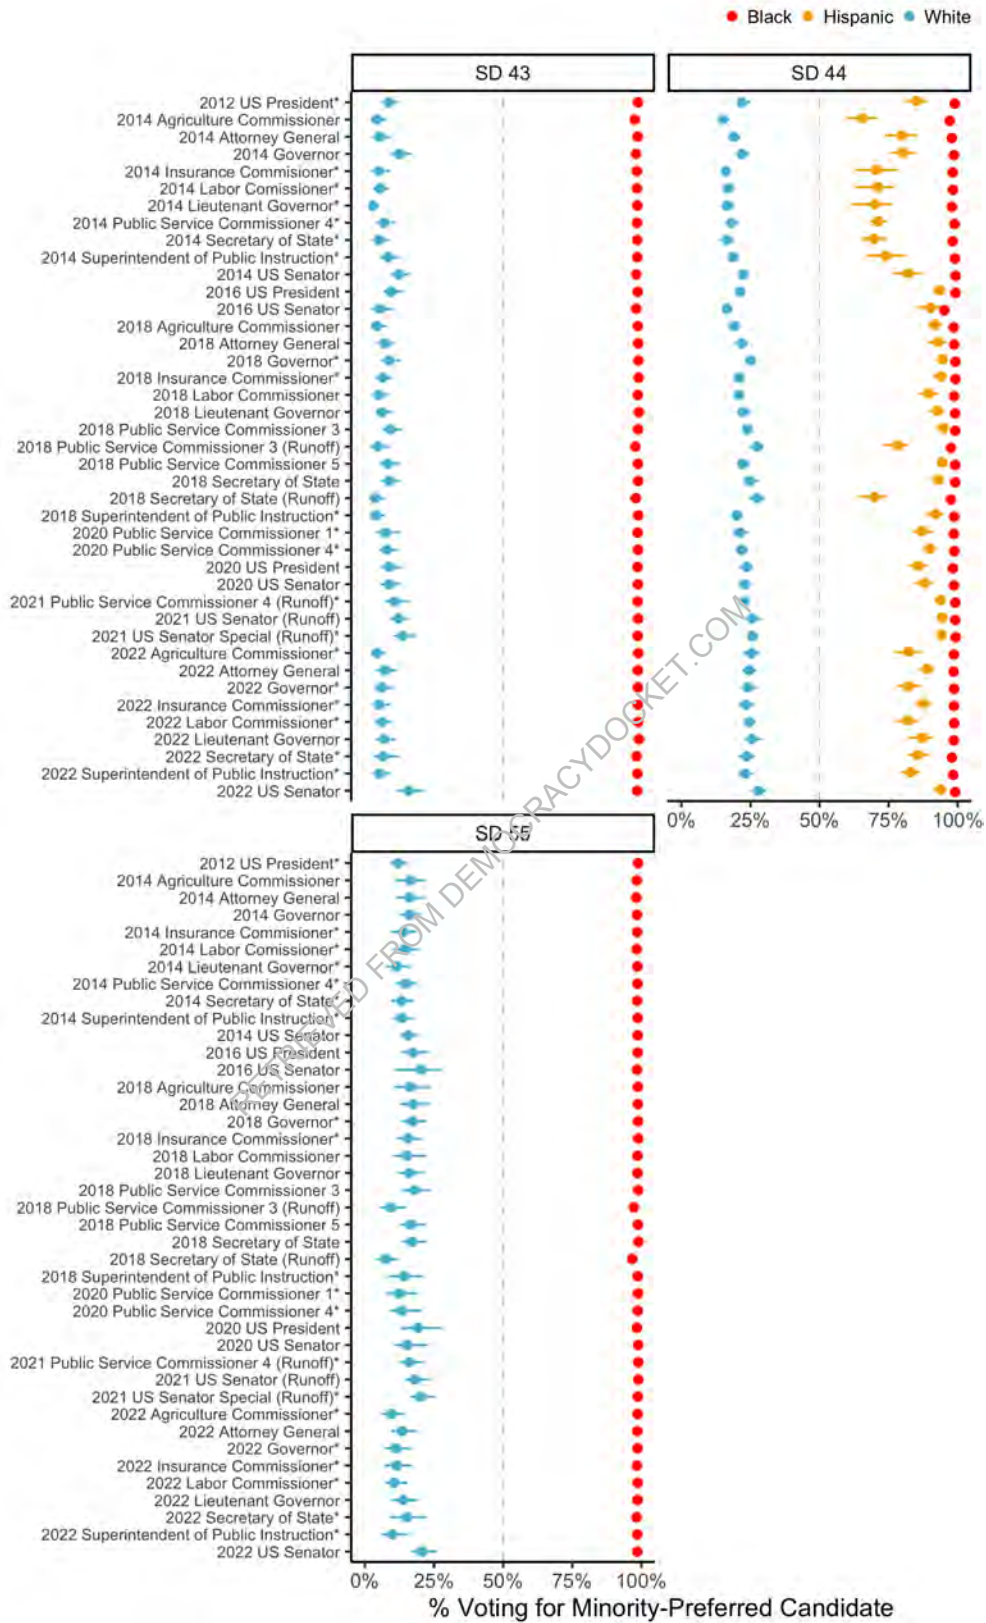 Black Hispanic White
SD 43
SD 44
2012 US President*
2014 Agriculture Commissioner
2014 Attorney General
2014 Governor
2014 Insurance Commisioner*
2014 Labor Comissioner*
2014 Lieutenant Governor*
2014 Public Service Commissioner 4*
2014 Secretary of State*
2014 Superintendent of Public Instruction*
2014 US Senator
2016 US President
2016 US Senator
2018 Agriculture Commissioner
2018 Attorney General
2018 Governor*
2018 Insurance Commissioner*
2018 Labor Commissioner
2018 Lieutenant Governor
2018 Public Service Commissioner 3
2018 Public Service Commissioner 3 (Runoff)
2018 Public Service Commissioner 5
2018 Secretary of State
2018 Secretary of State (Runoff)
2018 Superintendent of Public Instruction*
2020 Public Service Commissioner 1*
2020 Public Service Commissioner 4*
2020 US President
2020 US Senator
2021 Public Service Commissioner 4 (Runoff)*
2021 US Senator (Runoff)
2021 US Senator Special (Runoff)*
2022 Agriculture Commissioner*
2022 Attorney General
2022 Governor*
2022 Insurance Commissioner*
2022 Labor Commissioner*
2022 Lieutenant Governor
2022 Secretary of State*
2022 Superintendent of Public Instruction*
2022 US Senator
0% 25% 50% 75% 100%
SD 55
2012 US President*
2014 Agriculture Commissioner
2014 Attorney General
2014 Governor
2014 Insurance Commisioner*
2014 Labor Comissioner*
2014 Lieutenant Governor*
2014 Public Service Commissioner 4*
2014 Secretary of State*
2014 Superintendent of Public Instruction*
2014 US Senator
2016 US President
2016 US Senator
2018 Agriculture Commissioner
2018 Attorney General
2018 Governor*
2018 Insurance Commissioner*
2018 Labor Commissioner
2018 Lieutenant Governor
2018 Public Service Commissioner 3
2018 Public Service Commissioner 3 (Runoff)
2018 Public Service Commissioner 5
2018 Secretary of State
2018 Secretary of State (Runoff)
2018 Superintendent of Public Instruction*
2020 Public Service Commissioner 1*
2020 Public Service Commissioner 4*
2020 US President
2020 US Senator
2021 Public Service Commissioner 4 (Runoff)*
2021 US Senator (Runoff)
2021 US Senator Special (Runoff)*
2022 Agriculture Commissioner*
2022 Attorney General
2022 Governor*
2022 Insurance Commissioner*
2022 Labor Commissioner*
2022 Lieutenant Governor
2022 Secretary of State*
2022 Superintendent of Public Instruction*
2022 US Senator
0% 25% 50% 75% 100%
% Voting for Minority-Preferred Candidate
RETRIEVED FROM DEMOCRACYDOCKET.COM